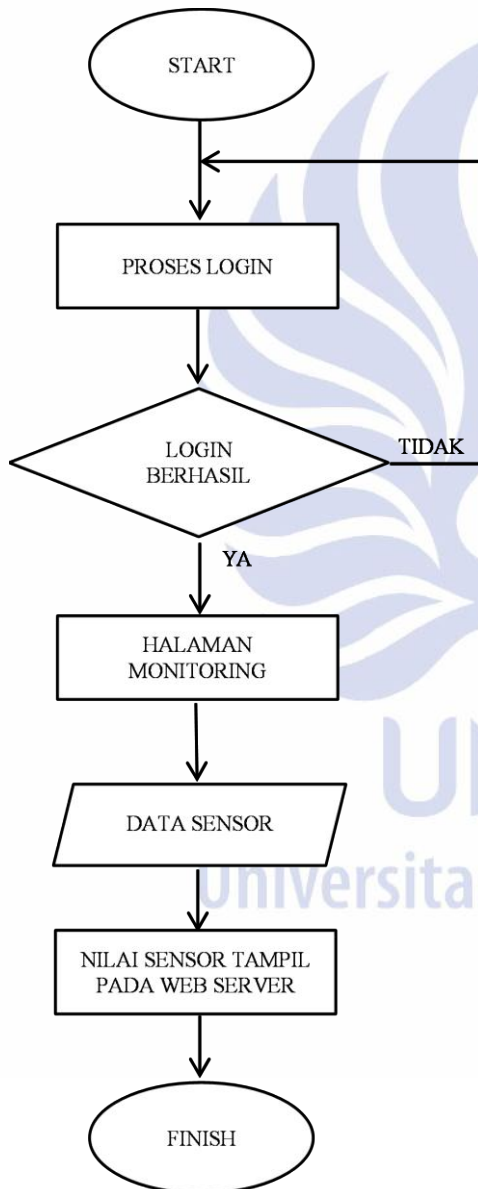 START
PROSES LOGIN
LOGIN
BERHASIL
TIDAK
YA
HALAMAN
MONITORING
DATA SENSOR
NILAI SENSOR TAMPIL
PADA WEB SERVER
FINISH